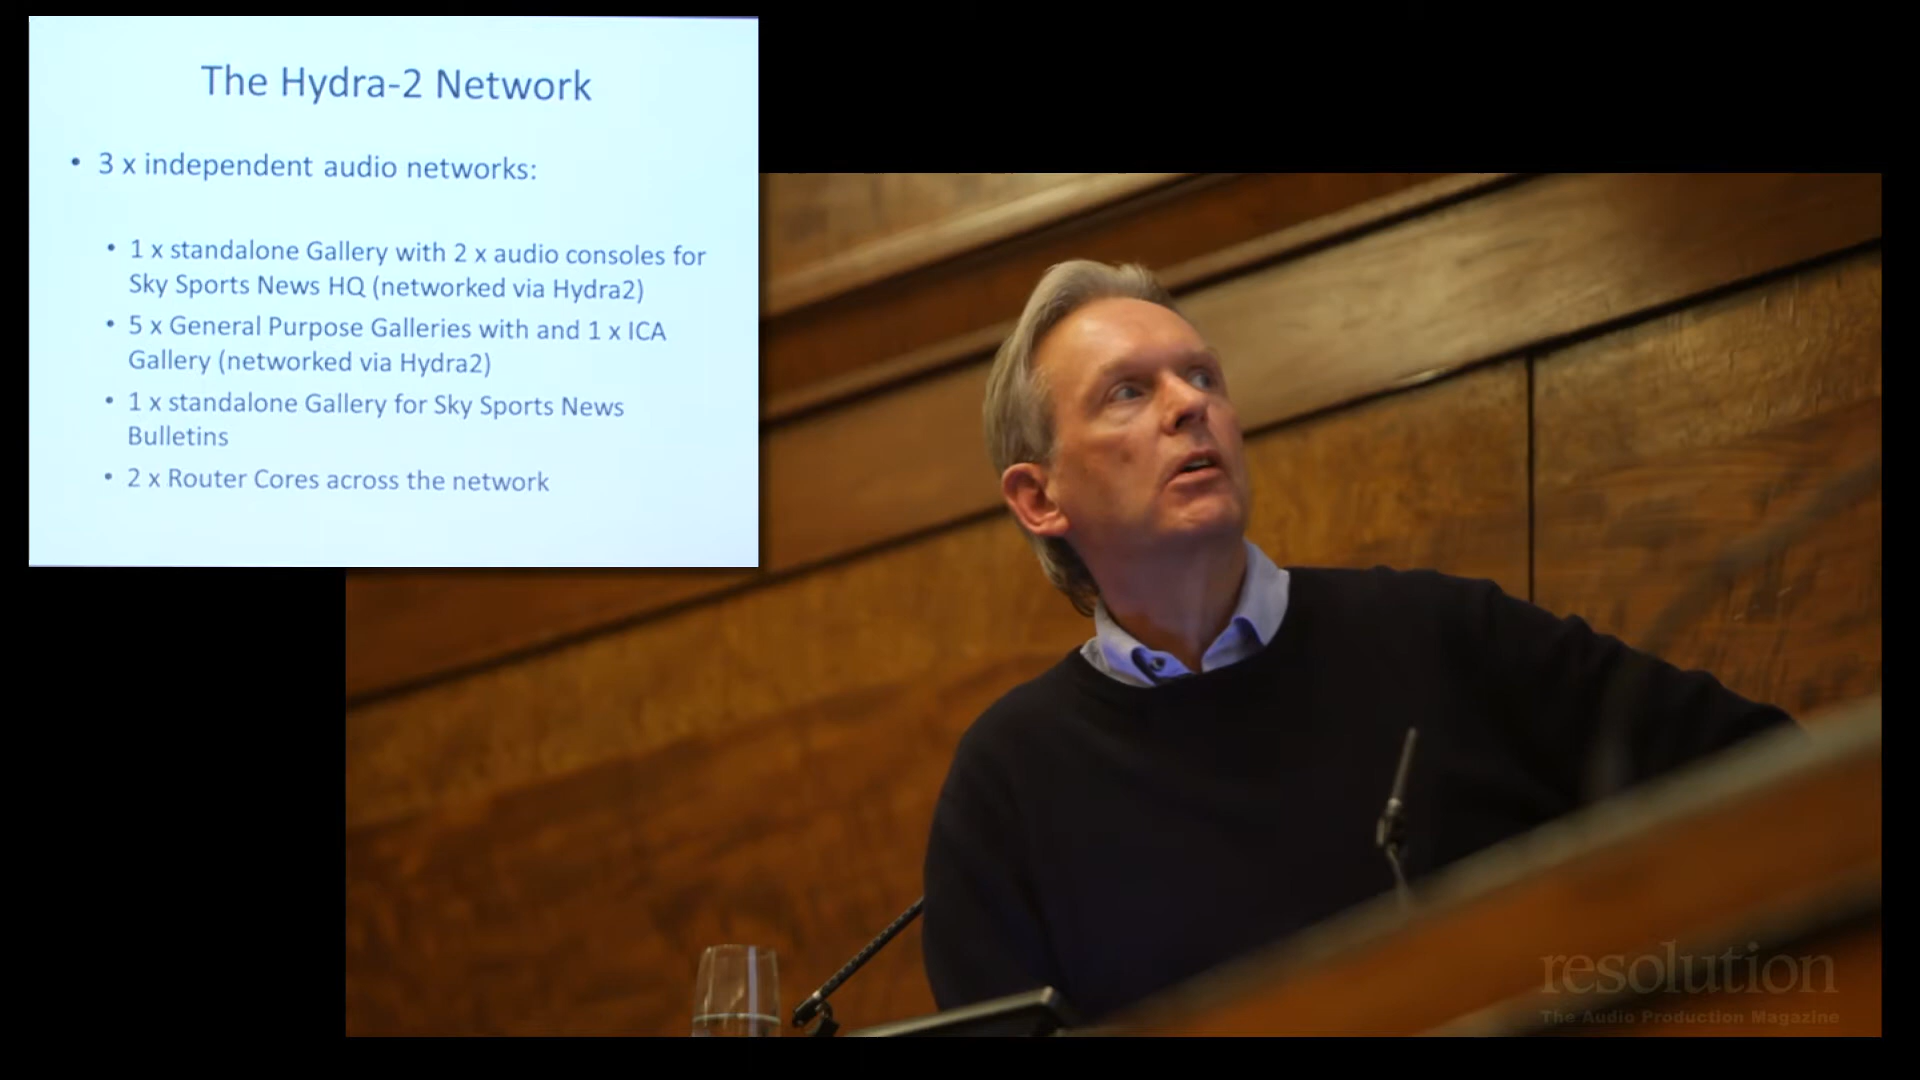 The Hydra-2 Network
• 3 x independent audio networks:
• 1 x standalone Gallery with 2 x audio consoles for
Sky Sports News HQ (networked via Hydra2)
• 5 x General Purpose Galleries with and 1 x ICA
Gallery (networked via Hydra2)
• 1 x standalone Gallery for Sky Sports News
Bulletins
• 2 x Router Cores across the network
resolution
The Audio Production Magazine